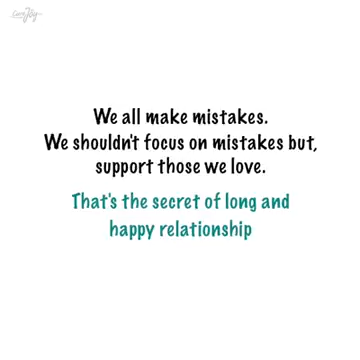 We all make mistakes.
We shouldn't focus on mistakes but,
support those we love.
That's the secret of long and
happy relationship